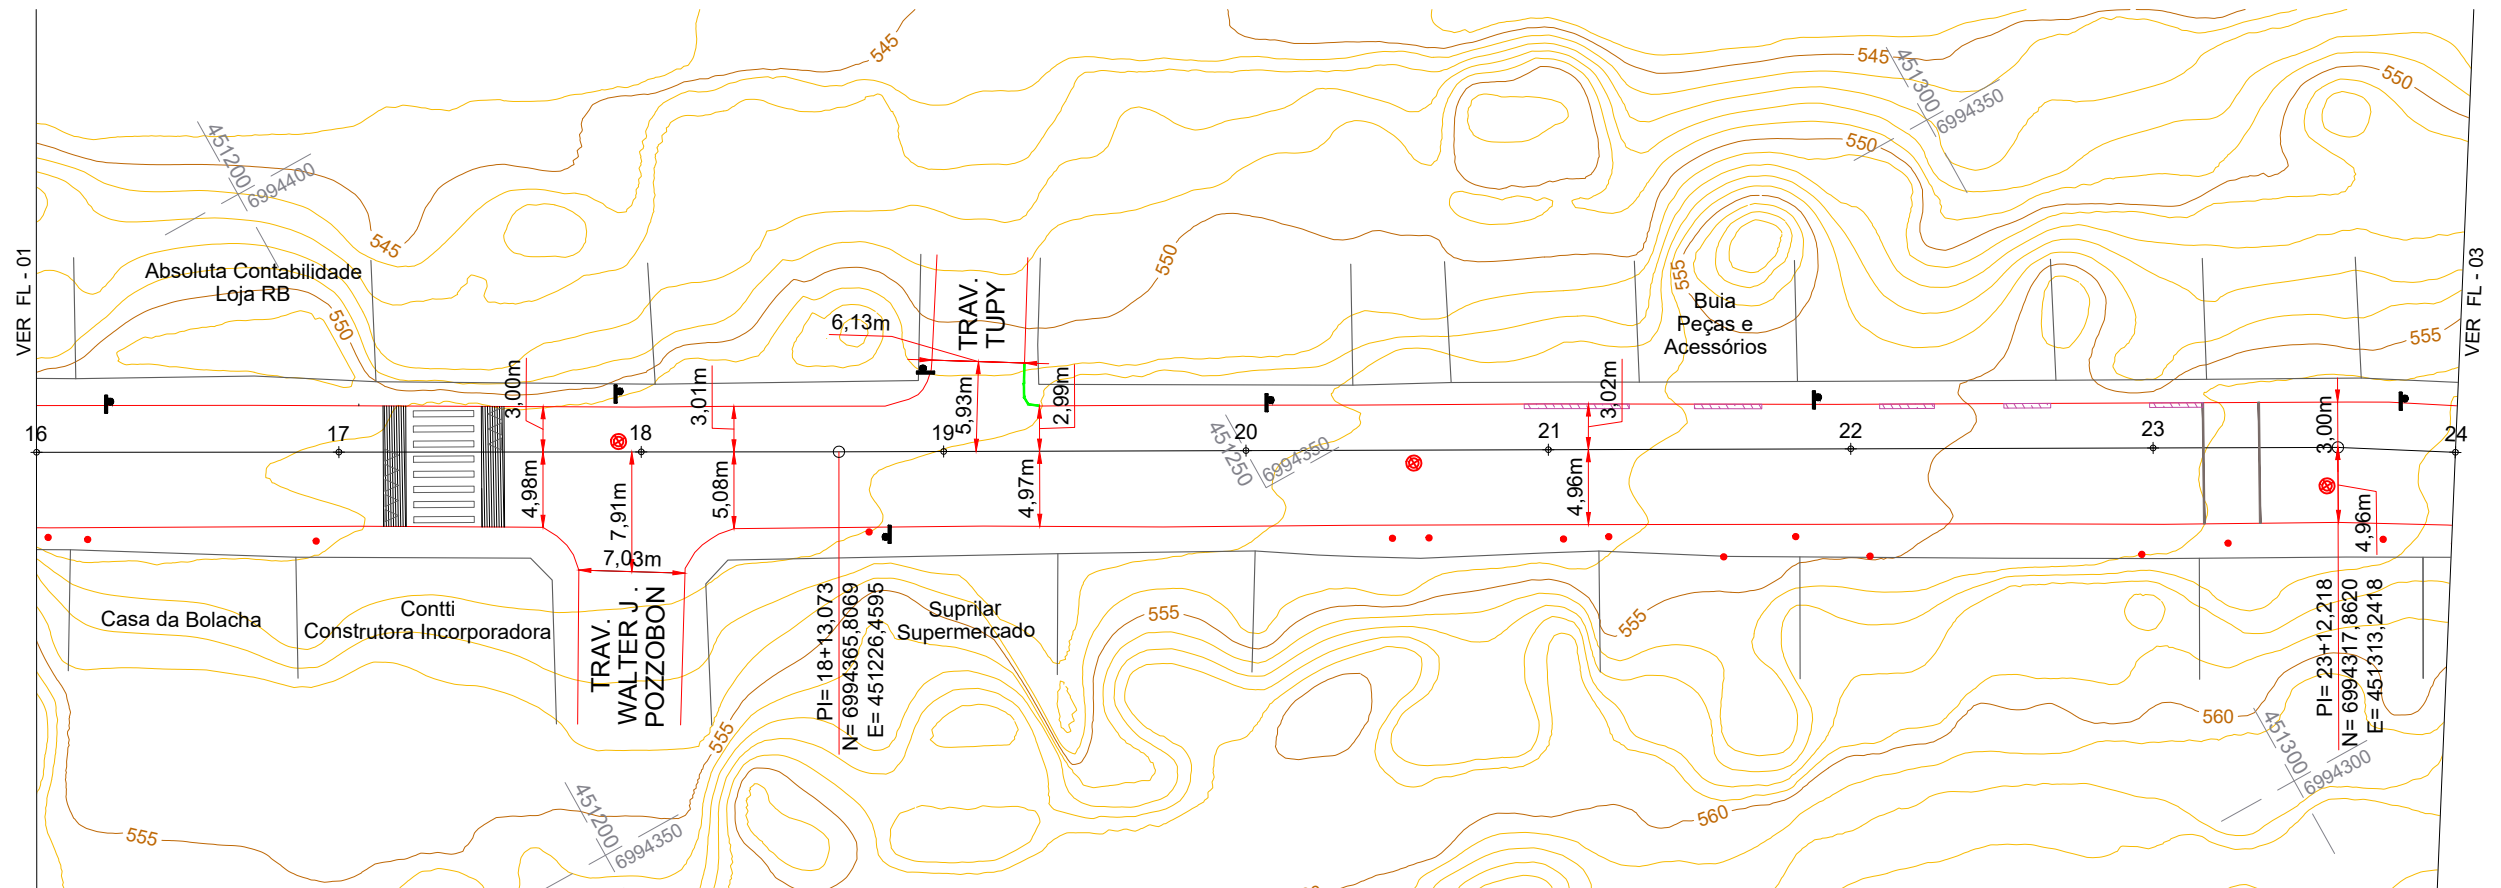 545
545
550
451300
6994350
550
451200
6994400
545
550
VER FL - 01
VER FL - 03
Absoluta Contabilidade
Loja RB
550
6,13m
TRAV.
TUPY
555
Buia
Peças e
Acessórios
555
3,00m
3,01m
5,93m
2,99m
3,02m
3,00m
16
17
18
19
20
21
22
23
24
451250
6994350
4,98m
7,91m
5,08m
4,97m
4,96m
4,96m
7,03m
Casa da Bolacha
Contti
Construtora Incorporadora
TRAV.
WALTER J .
POZZOBON
PI= 18+13,073
N= 6994365,8069
E= 451226,4595
Suprilar
Supermercado
555
555
PI= 23+12,218
N= 6994317,8620
E= 451313,2418
555
560
451300
6994300
555
451200
6994350
560